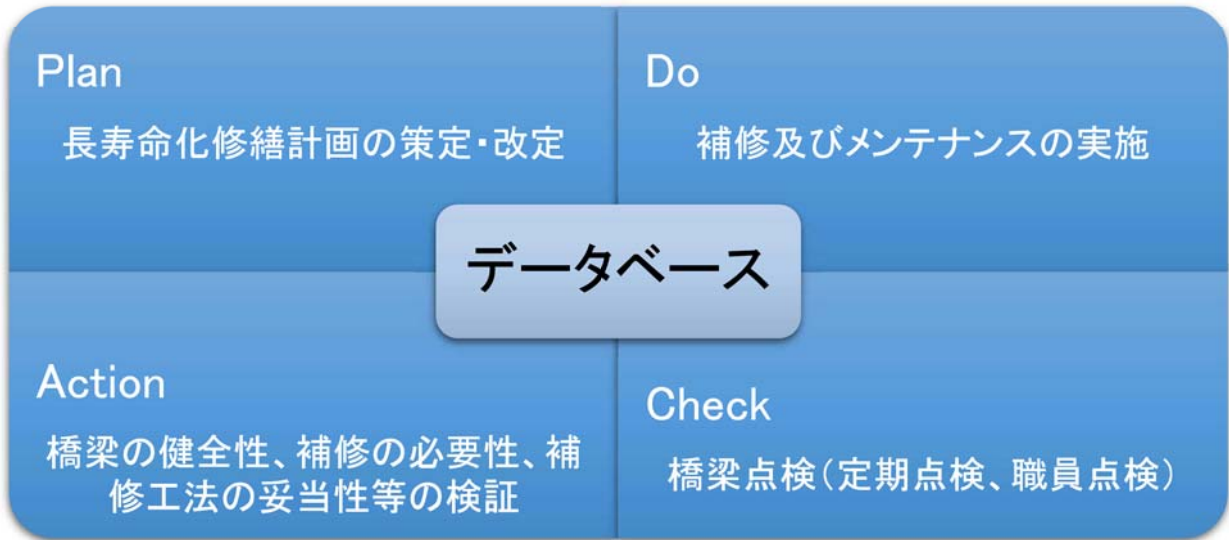 Plan
長寿命化修繕計画の策定・改定
Do
補修及びメンテナンスの実施
データベース
Action
橋梁の健全性、補修の必要性、補
修工法の妥当性等の検証
Check
橋梁点検（定期点検、職員点検）